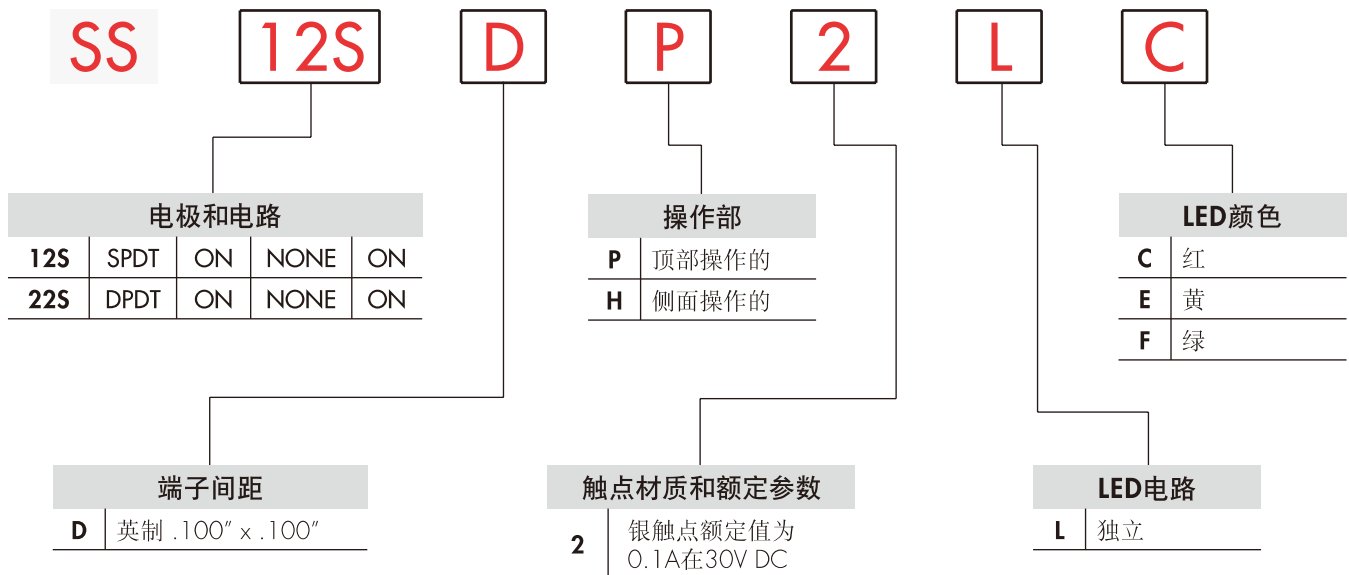 SS 12S D P 2 L C
电极和电路
12S SPDT ON NONE ON
22S DPDT ON NONE ON
操作部
P 顶部操作的
H 侧面操作的
LED颜色
C 红
E 黄
F 绿
端子间距
D 英制 .100” x .100”
触点材质和额定参数
2 银触点额定值为
0.1A在30V DC
LED电路
L 独立